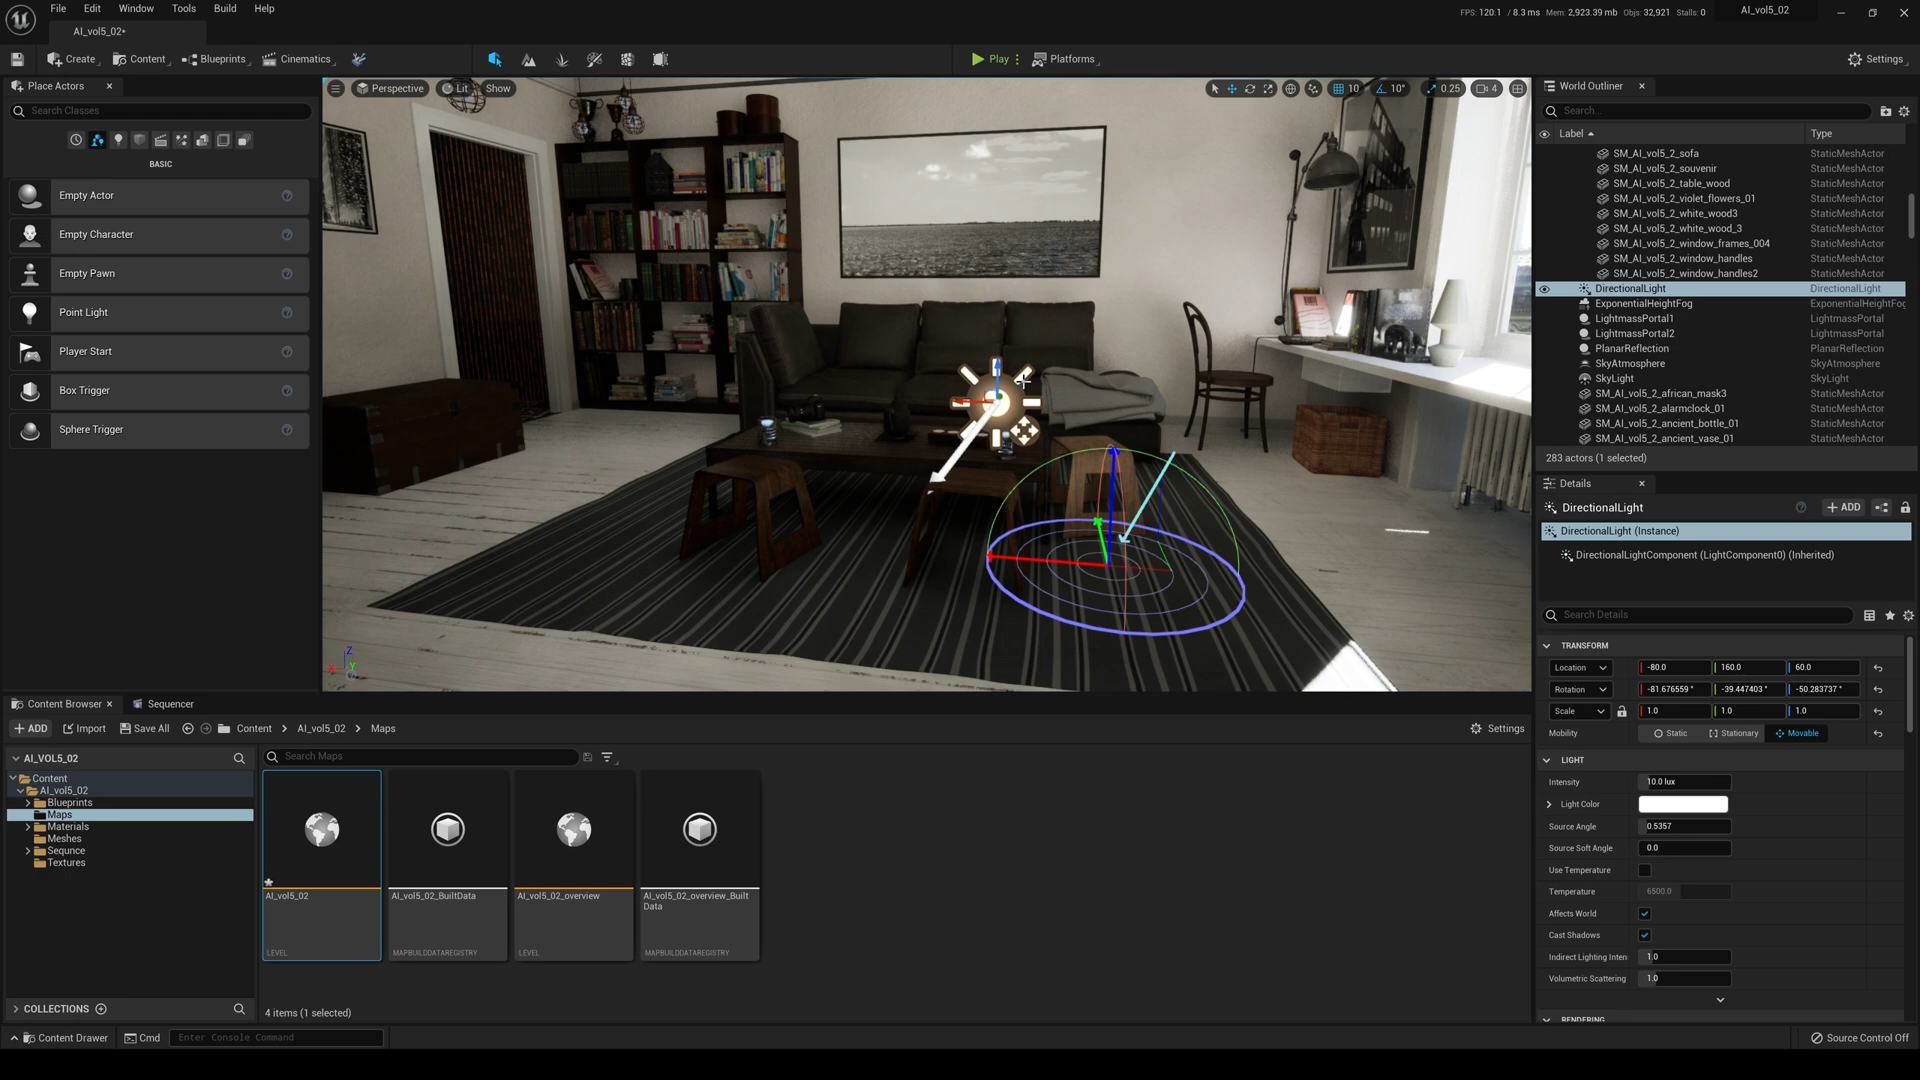 File Edit Window Tools Build Help
FPS: 120.1 / 8.3 ms Mem: 2,923.39 mb Objs: 32,921 Stalls: 0
AI_vol5_02
AI_vol5_02*
Create Content Blueprints Cinematics
Play Platforms
Settings
Place Actors
Search Classes
BASIC
Empty Actor
Empty Character
Empty Pawn
Point Light
Player Start
Box Trigger
Sphere Trigger
Perspective Lit Show
10 10° 0.25 4
Z
X Y
World Outliner
Search...
Label Type
SM_AI_vol5_2_sofa StaticMeshActor
SM_AI_vol5_2_souvenir StaticMeshActor
SM_AI_vol5_2_table_wood StaticMeshActor
SM_AI_vol5_2_violet_flowers_01 StaticMeshActor
SM_AI_vol5_2_white_wood3 StaticMeshActor
SM_AI_vol5_2_white_wood_3 StaticMeshActor
SM_AI_vol5_2_window_frames_004 StaticMeshActor
SM_AI_vol5_2_window_handles StaticMeshActor
SM_AI_vol5_2_window_handles2 StaticMeshActor
DirectionalLight DirectionalLight
ExponentialHeightFog ExponentialHeightFog
LightmassPortal1 LightmassPortal
LightmassPortal2 LightmassPortal
PlanarReflection PlanarReflection
SkyAtmosphere SkyAtmosphere
SkyLight SkyLight
SM_AI_vol5_2_african_mask3 StaticMeshActor
SM_AI_vol5_2_alarmclock_01 StaticMeshActor
SM_AI_vol5_2_ancient_bottle_01 StaticMeshActor
SM_AI_vol5_2_ancient_vase_01 StaticMeshActor
283 actors (1 selected)
Details
DirectionalLight
ADD
DirectionalLight (Instance)
DirectionalLightComponent (LightComponent0) (Inherited)
Search Details
TRANSFORM
Location -80.0 160.0 60.0
Rotation -81.676559 ° -39.447403 ° -50.283737 °
Scale 1.0 1.0 1.0
Mobility Static Stationary Movable
LIGHT
Intensity 10.0 lux
Light Color
Source Angle 0.5357
Source Soft Angle 0.0
Use Temperature
Temperature 6500.0
Affects World
Cast Shadows
Indirect Lighting Inten 1.0
Volumetric Scattering 1.0
RENDERING
Content Browser Sequencer
ADD Import Save All Content AI_vol5_02 Maps
Settings
AI_VOL5_02
Search Maps
Content
AI_vol5_02
Blueprints
Maps
Materials
Meshes
Sequnce
Textures
AI_vol5_02
LEVEL
AI_vol5_02_BuiltData
MAPBUILDDATAREGISTRY
AI_vol5_02_overview
LEVEL
AI_vol5_02_overview_Built
Data
MAPBUILDDATAREGISTRY
COLLECTIONS
4 items (1 selected)
Content Drawer Cmd Enter Console Command
Source Control Off